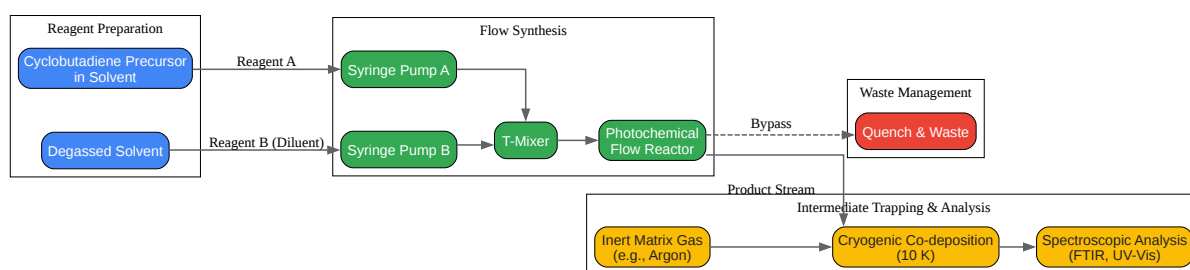 Reagent Preparation
Cyclobutadiene Precursor
in Solvent
Degassed Solvent
Reagent A
Reagent B (Diluent)
Flow Synthesis
Syringe Pump A
Syringe Pump B
T-Mixer
Photochemical
Flow Reactor
Bypass
Waste Management
Quench & Waste
Product Stream
Intermediate Trapping & Analysis
Inert Matrix Gas
(e.g., Argon)
Cryogenic Co-deposition
(10 K)
Spectroscopic Analysis
(FTIR, UV-Vis)